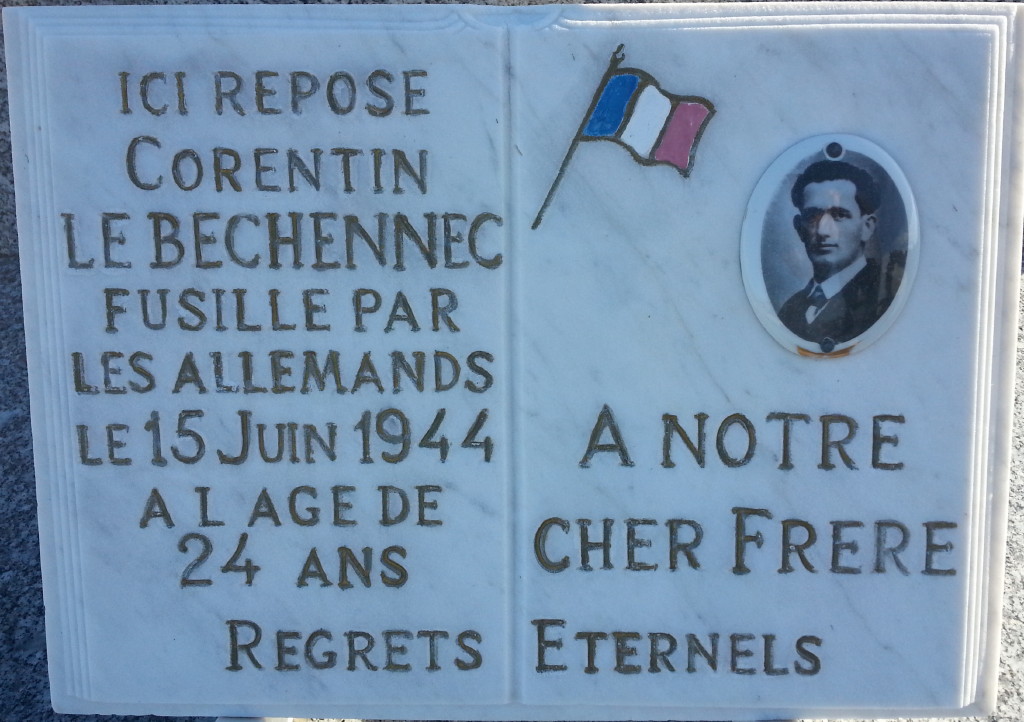 ICI REPOSE
CORENTIN
LE BECHENNEC
FUSILLE PAR
LES ALLEMANDS
LE 15 JUIN 1944
A L AGE DE
24 ANS
A NOTRE
CHER FRERE
REGRETS ETERNELS